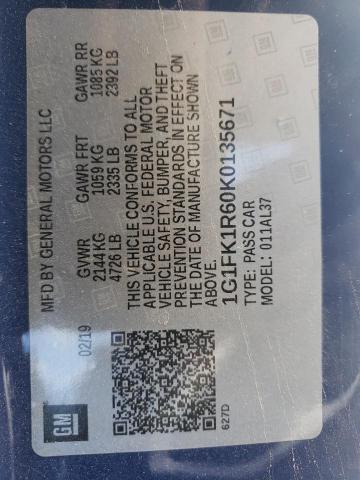 MFD BY GENERAL MOTORS LLC
02/19
GM
GVWR GAWR FRT GAWR RR
2144 KG 1059 KG 1085 KG
4726 LB 2335 LB 2392 LB
THIS VEHICLE CONFORMS TO ALL
APPLICABLE U.S. FEDERAL MOTOR
VEHICLE SAFETY, BUMPER, AND THEFT
PREVENTION STANDARDS IN EFFECT ON
THE DATE OF MANUFACTURE SHOWN
ABOVE.
1G1FK1R60K0135671
TYPE: PASS CAR
MODEL: 011AL37
627D